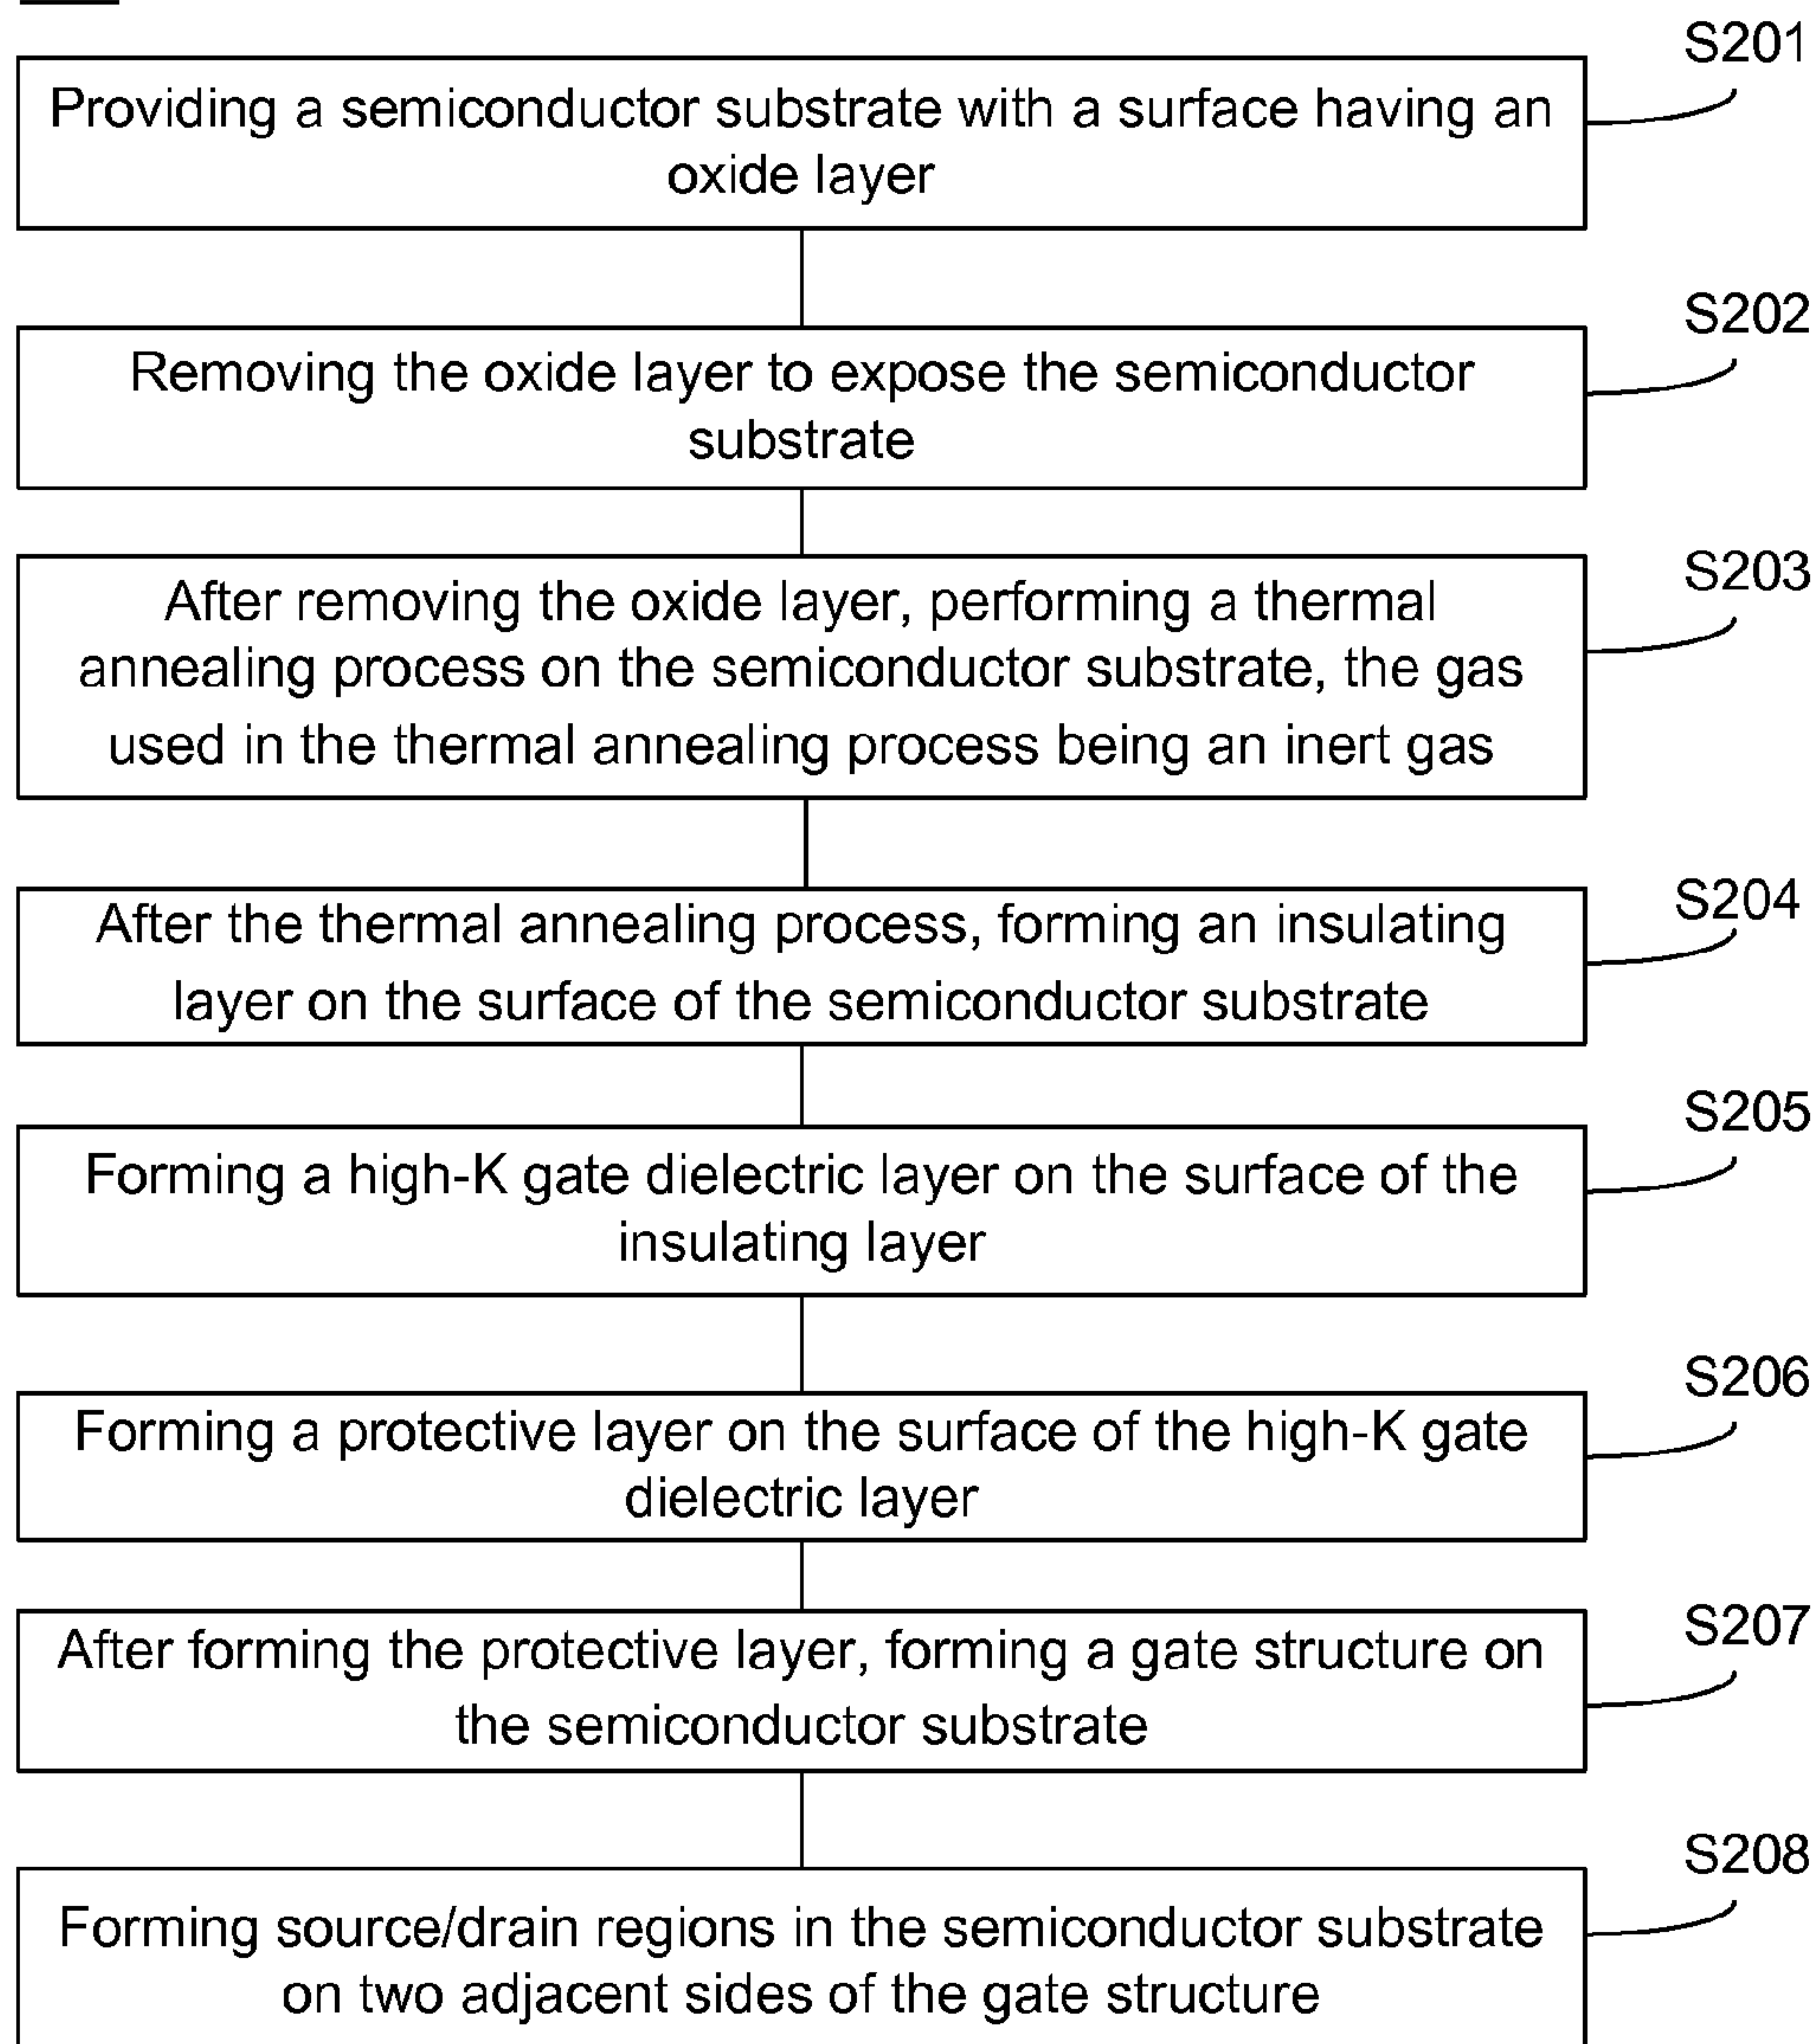 S201
Providing a semiconductor substrate with a surface having an
oxide layer
S202
Removing the oxide layer to expose the semiconductor
substrate
S203
After removing the oxide layer, performing a thermal
annealing process on the semiconductor substrate, the gas
used in the thermal annealing process being an inert gas
S204
After the thermal annealing process, forming an insulating
layer on the surface of the semiconductor substrate
S205
Forming a high-K gate dielectric layer on the surface of the
insulating layer
S206
Forming a protective layer on the surface of the high-K gate
dielectric layer
S207
After forming the protective layer, forming a gate structure on
the semiconductor substrate
S208
Forming source/drain regions in the semiconductor substrate
on two adjacent sides of the gate structure